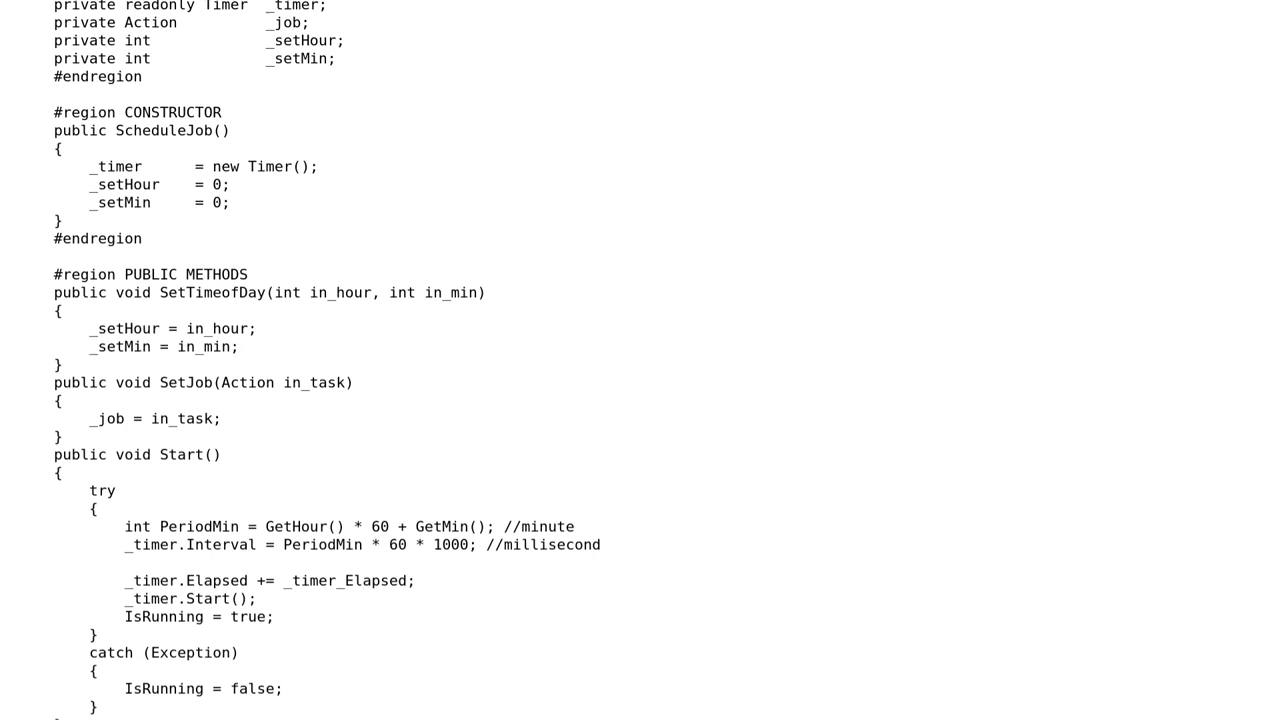 private readonly Timer  _timer;
private Action          _job;
private int             _setHour;
private int             _setMin;
#endregion

#region CONSTRUCTOR
public ScheduleJob()
{
    _timer      = new Timer();
    _setHour    = 0;
    _setMin     = 0;
}
#endregion

#region PUBLIC METHODS
public void SetTimeofDay(int in_hour, int in_min)
{
    _setHour = in_hour;
    _setMin = in_min;
}
public void SetJob(Action in_task)
{
    _job = in_task;
}
public void Start()
{
    try
    {
        int PeriodMin = GetHour() * 60 + GetMin(); //minute
        _timer.Interval = PeriodMin * 60 * 1000; //millisecond

        _timer.Elapsed += _timer_Elapsed;
        _timer.Start();
        IsRunning = true;
    }
    catch (Exception)
    {
        IsRunning = false;
    }